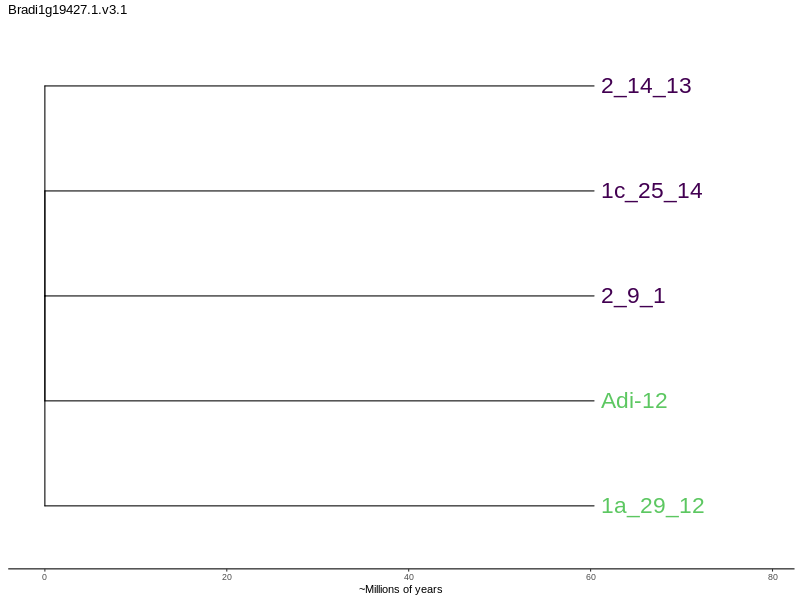 Bradi1g19427.1.v3.1
2_14_13
1c_25_14
2_9_1
Adi-12
1a_29_12
0 20 40 60 80
~Millions of years